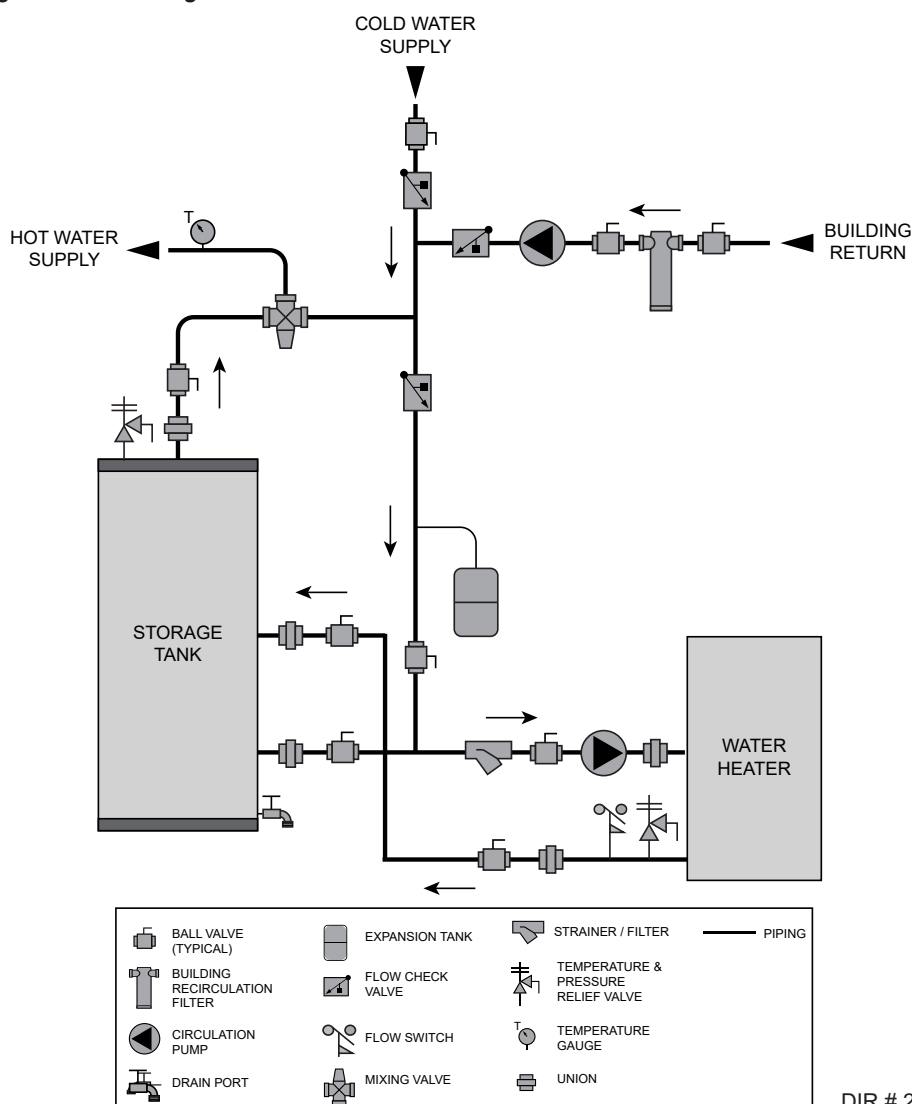 COLD WATER
SUPPLY
T
HOT WATER
SUPPLY
BUILDING
RETURN
STORAGE
TANK
WATER
HEATER
BALL VALVE
(TYPICAL)
BUILDING
RECIRCULATION
FILTER
CIRCULATION
PUMP
DRAIN PORT
EXPANSION TANK
FLOW CHECK
VALVE
FLOW SWITCH
MIXING VALVE
STRAINER / FILTER
TEMPERATURE &
PRESSURE
RELIEF VALVE
T
TEMPERATURE
GAUGE
UNION
PIPING
DIR # 2